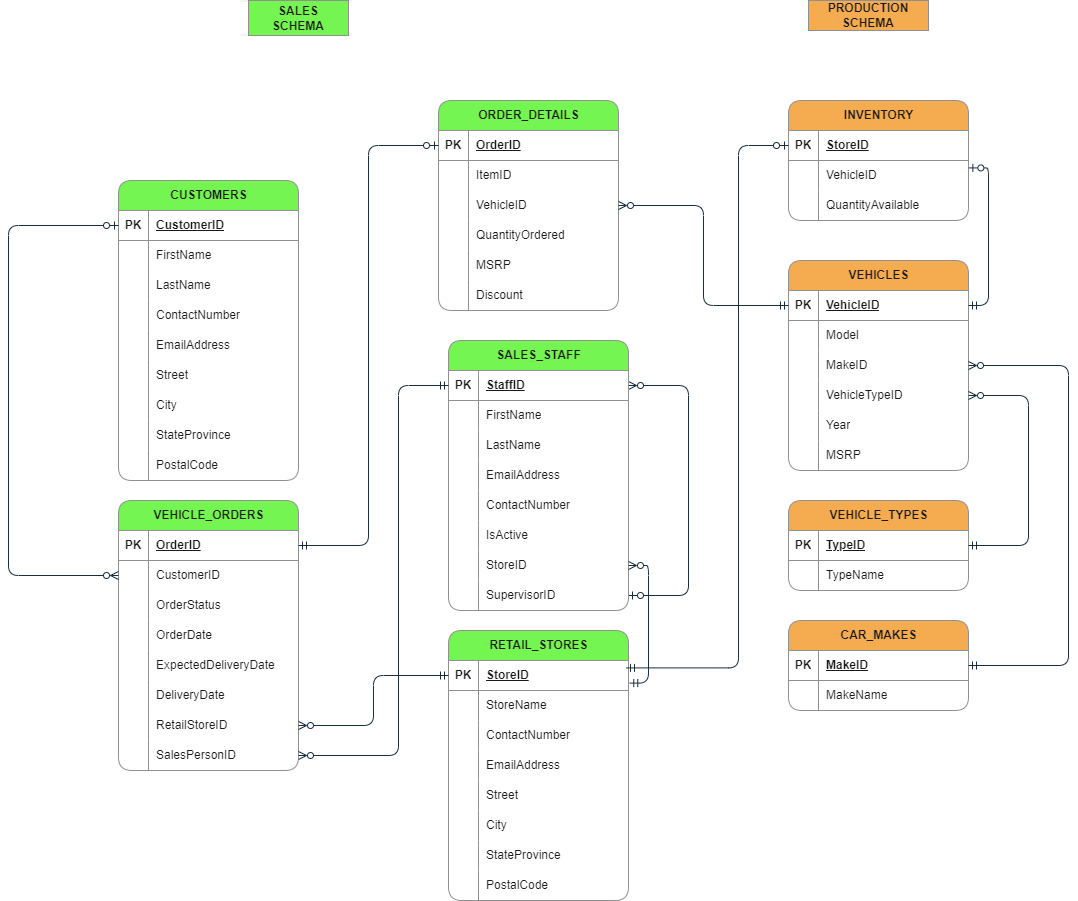 SALES
SCHEMA
PRODUCTION
SCHEMA
CUSTOMERS
PK CustomerID
FirstName
LastName
ContactNumber
EmailAddress
Street
City
StateProvince
PostalCode
VEHICLE_ORDERS
PK OrderID
CustomerID
OrderStatus
OrderDate
ExpectedDeliveryDate
DeliveryDate
RetailStoreID
SalesPersonID
ORDER_DETAILS
PK OrderID
ItemID
VehicleID
QuantityOrdered
MSRP
Discount
SALES_STAFF
PK StaffID
FirstName
LastName
EmailAddress
ContactNumber
IsActive
StoreID
SupervisorID
RETAIL_STORES
PK StoreID
StoreName
ContactNumber
EmailAddress
Street
City
StateProvince
PostalCode
INVENTORY
PK StoreID
VehicleID
QuantityAvailable
VEHICLES
PK VehicleID
Model
MakeID
VehicleTypeID
Year
MSRP
VEHICLE_TYPES
PK TypeID
TypeName
CAR_MAKES
PK MakeID
MakeName